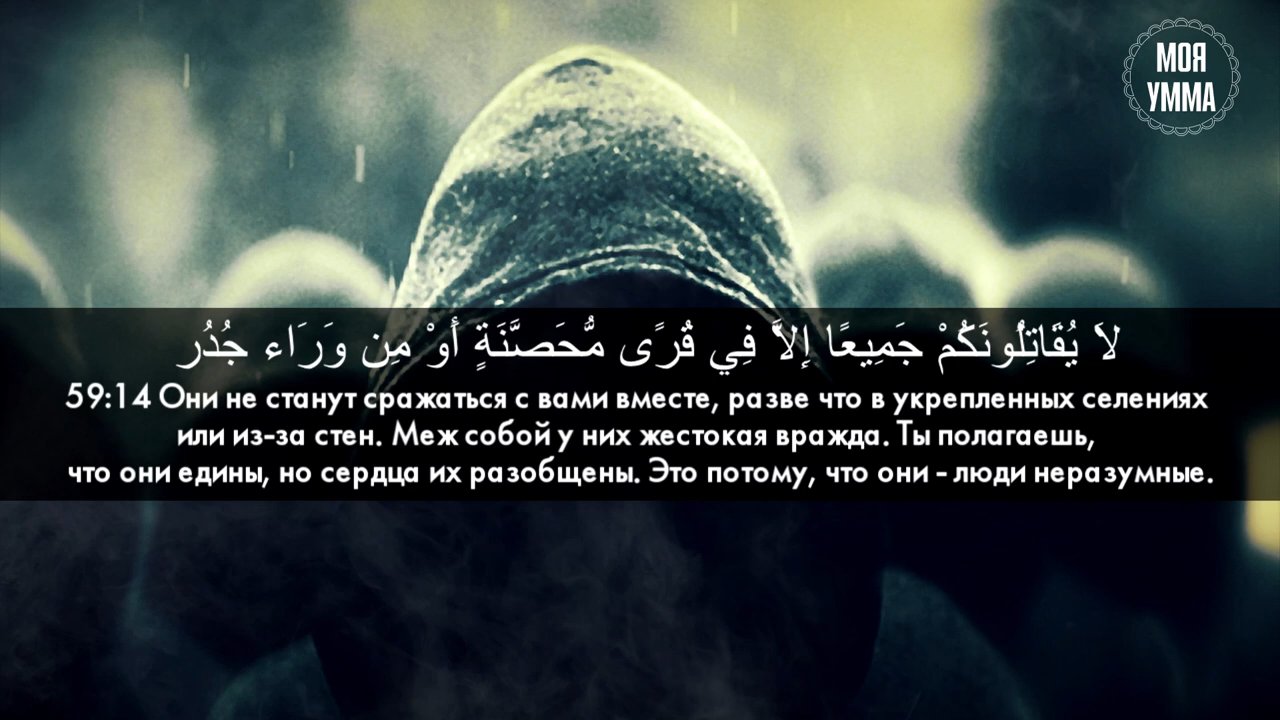 МОЯ
УММА
لاَ يُقَاتِلُونَكُمْ جَمِيعًا إِلاَّ فِي قُرًى مُّحَصَّنَةٍ أَوْ مِن وَرَاء جُدُرٍ
59:14 Они не станут сражаться с вами вместе, разве что в укрепленных селениях
или из-за стен. Меж собой у них жестокая вражда. Ты полагаешь,
что они едины, но сердца их разобщены. Это потому, что они - люди неразумные.